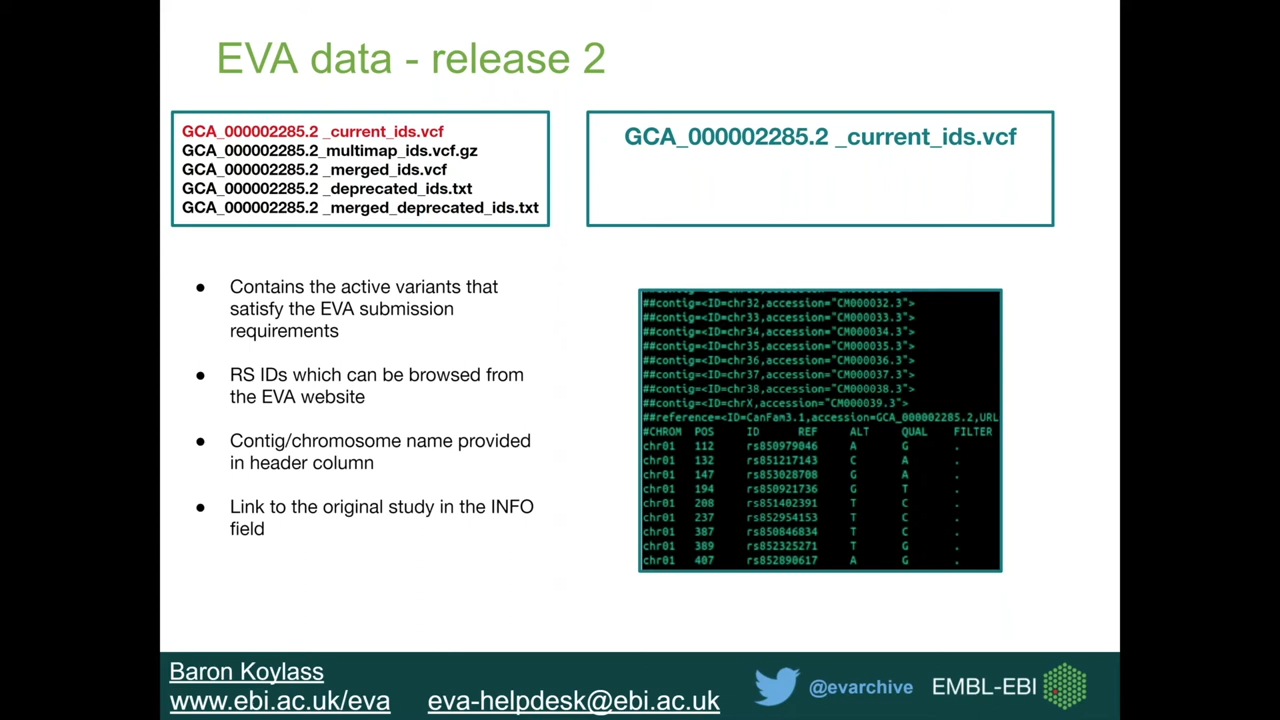 EVA data - release 2
GCA_000002285.2 _current_ids.vcf
GCA_000002285.2_multimap_ids.vcf.gz
GCA_000002285.2 _merged_ids.vcf
GCA_000002285.2 _deprecated_ids.txt
GCA_000002285.2 _merged_deprecated_ids.txt
GCA_000002285.2 _current_ids.vcf
● Contains the active variants that
satisfy the EVA submission
requirements
● RS IDs which can be browsed from
the EVA website
● Contig/chromosome name provided
in header column
● Link to the original study in the INFO
field
##contig=<ID=chr32,accession="CM000032.3">
##contig=<ID=chr33,accession="CM000033.3">
##contig=<ID=chr34,accession="CM000034.3">
##contig=<ID=chr35,accession="CM000035.3">
##contig=<ID=chr36,accession="CM000036.3">
##contig=<ID=chr37,accession="CM000037.3">
##contig=<ID=chr38,accession="CM000038.3">
##contig=<ID=chrX,accession="CM000039.3">
##reference=<ID=CanFam3.1,accession=GCA_000002285.2,URL
#CHROM POS ID REF ALT QUAL FILTER
chr01 112 rs850979046 A G .
chr01 132 rs851217143 C A .
chr01 147 rs853028708 G A .
chr01 194 rs850921736 G T .
chr01 208 rs851402391 T C .
chr01 237 rs852954153 T C .
chr01 387 rs850846834 T C .
chr01 389 rs852325271 T G .
chr01 407 rs852890617 A G .
Baron Koylass
www.ebi.ac.uk/eva eva-helpdesk@ebi.ac.uk
@evarchive EMBL-EBI